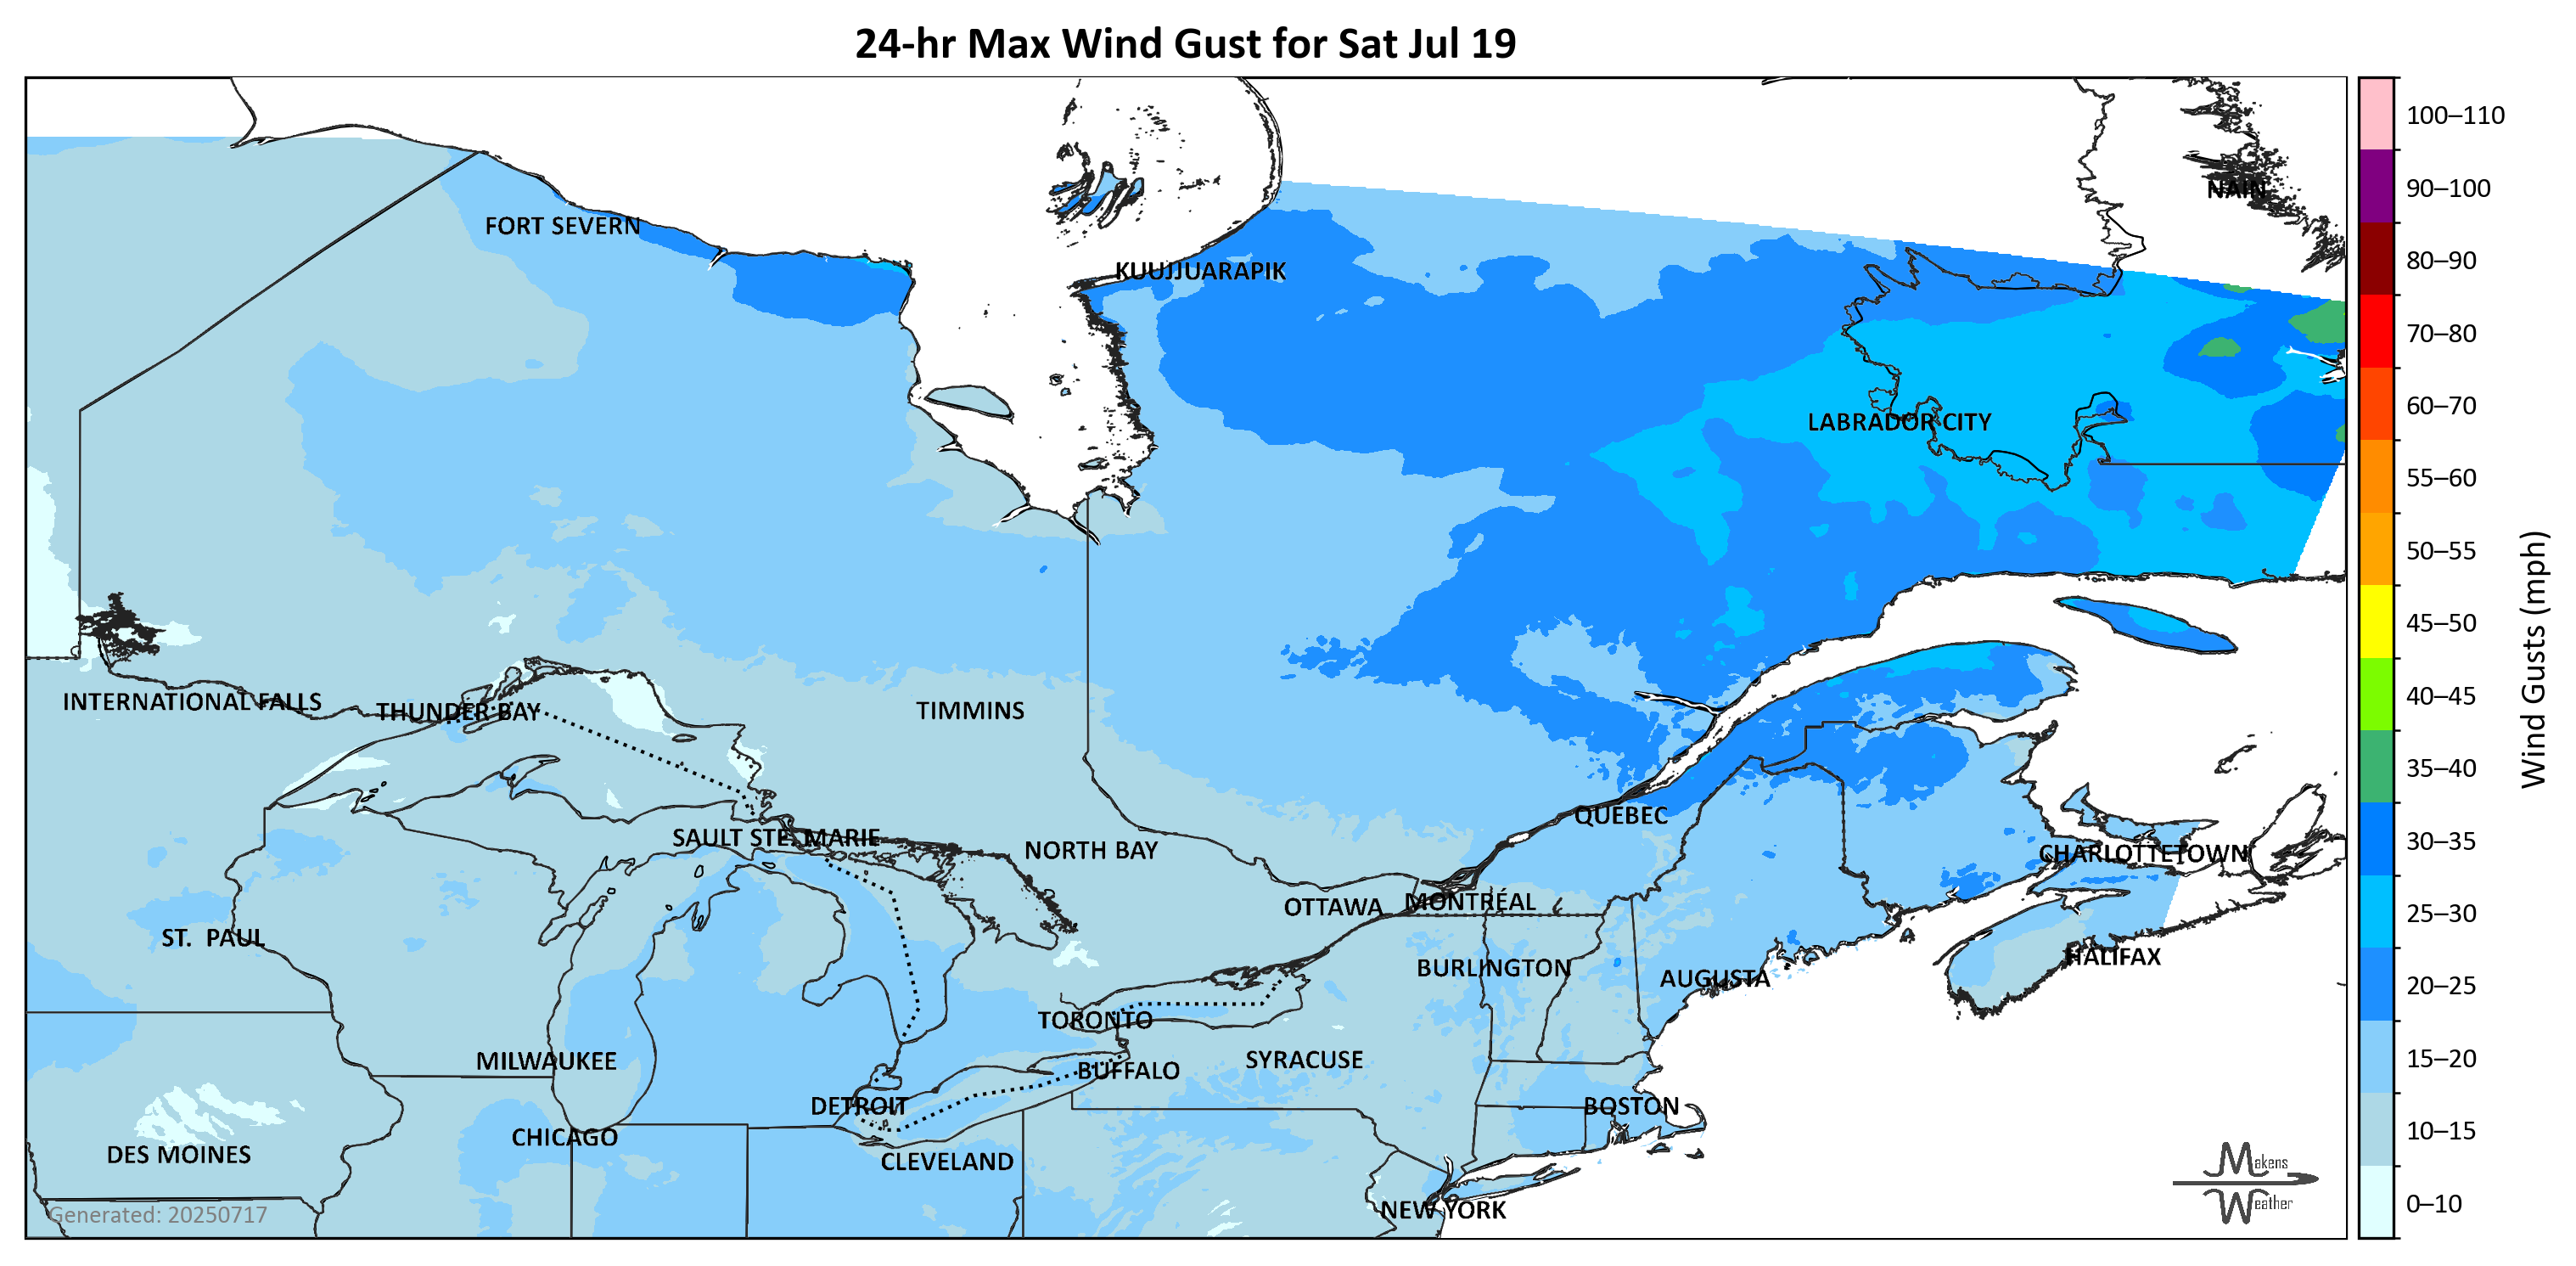 24-hr Max Wind Gust for Sat Jul 19
100–110
90–100
NAIN
FORT SEVERN
80–90
KUUJJUARAPIK
70–80
60–70
LABRADOR CITY
55–60
50–55
45–50
Wind Gusts (mph)
40–45
INTERNATIONAL FALLS
THUNDER BAY
TIMMINS
35–40
QUEBEC
SAULT STE. MARIE
30–35
NORTH BAY
CHARLOTTETOWN
OTTAWA
MONTRÉAL
25–30
ST. PAUL
HALIFAX
BURLINGTON
AUGUSTA
20–25
TORONTO
MILWAUKEE
SYRACUSE
15–20
BUFFALO
DETROIT
BOSTON
10–15
CHICAGO
DES MOINES
CLEVELAND
Makens
Weather
0–10
NEW YORK
Generated: 20250717